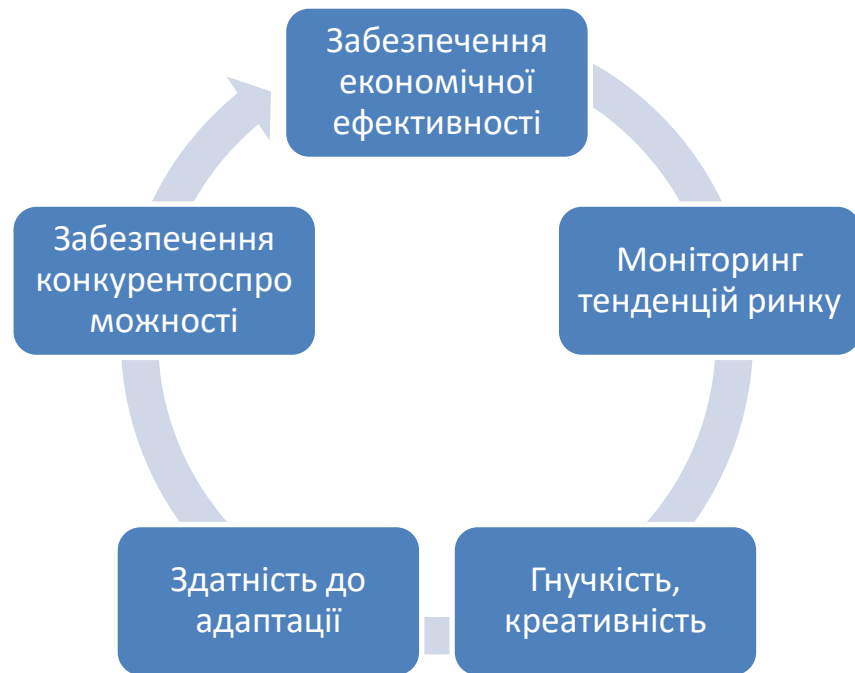 Забезпечення
економічної
ефективності
Моніторинг
тенденцій ринку
Гнучкість,
креативність
Здатність до
адаптації
Забезпечення
конкурентоспро
можності